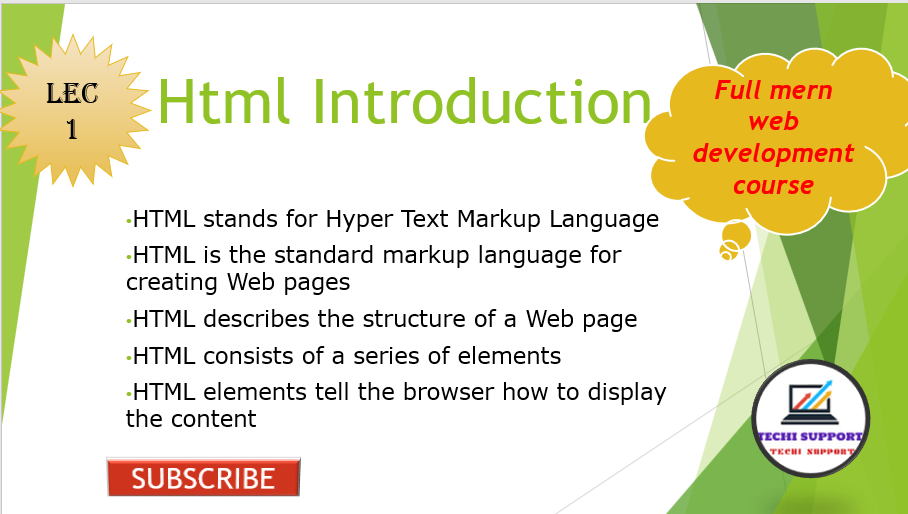 LEC
1
Html Introduction
Full mern
web
development
course
•HTML stands for Hyper Text Markup Language
•HTML is the standard markup language for
creating Web pages
•HTML describes the structure of a Web page
•HTML consists of a series of elements
•HTML elements tell the browser how to display
the content
SUBSCRIBE
TECHI SUPPORT
TECHI SUPPORT